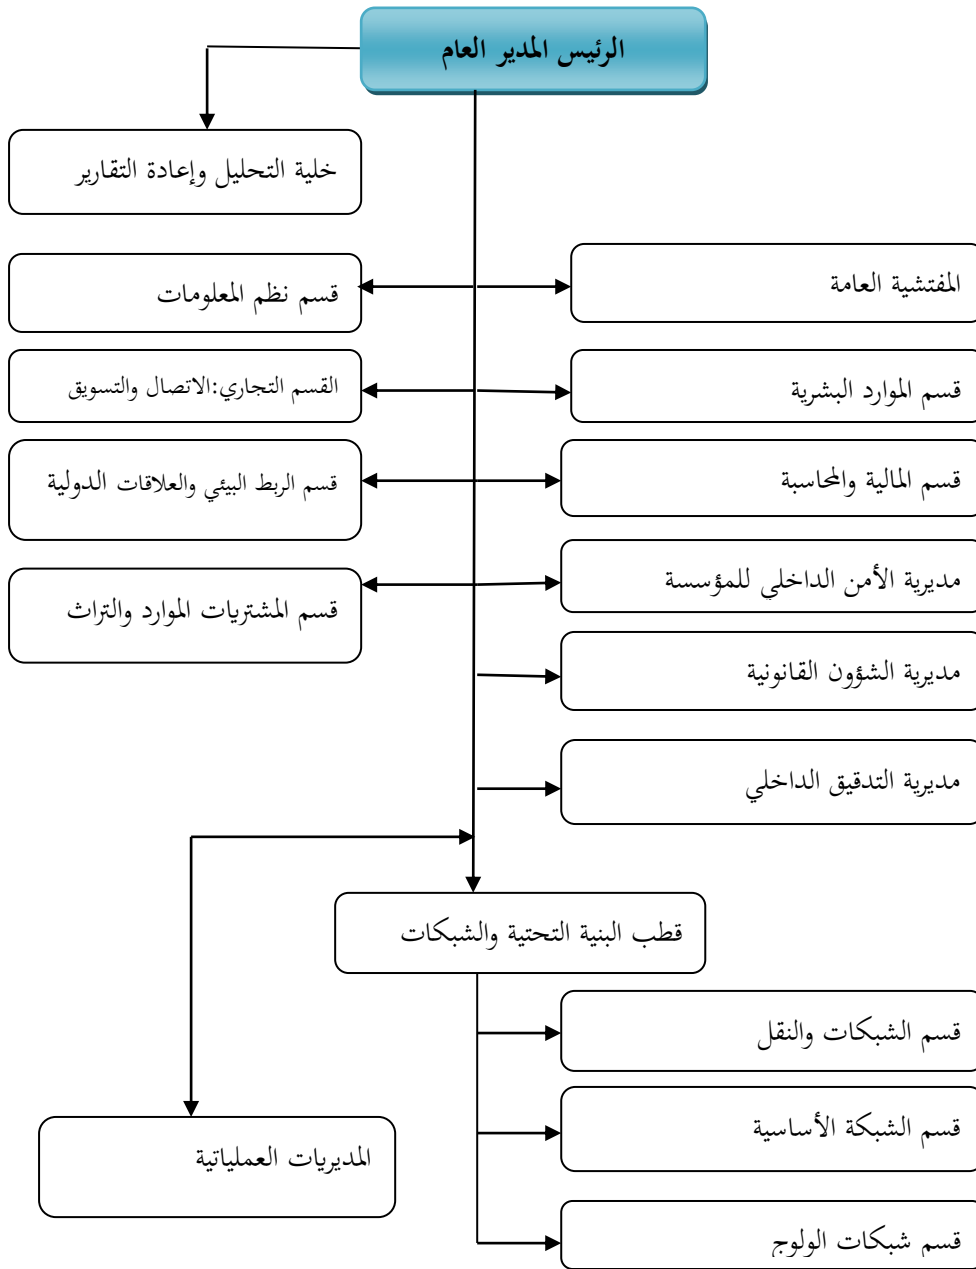 الرئيس المدير العام
خلية التحليل وإعادة التقارير
المفتشية العامة
قسم نظم المعلومات
قسم الموارد البشرية
القسم التجاري:الاتصال والتسويق
قسم المالية والمحاسبة
قسم الربط البيئي والعلاقات الدولية
مديرية الأمن الداخلي للمؤسسة
قسم المشتريات الموارد والتراث
مديرية الشؤون القانونية
مديرية التدقيق الداخلي
قطب البنية التحتية والشبكات
قسم الشبكات والنقل
قسم الشبكة الأساسية
المديريات العملياتية
قسم شبكات الولوج